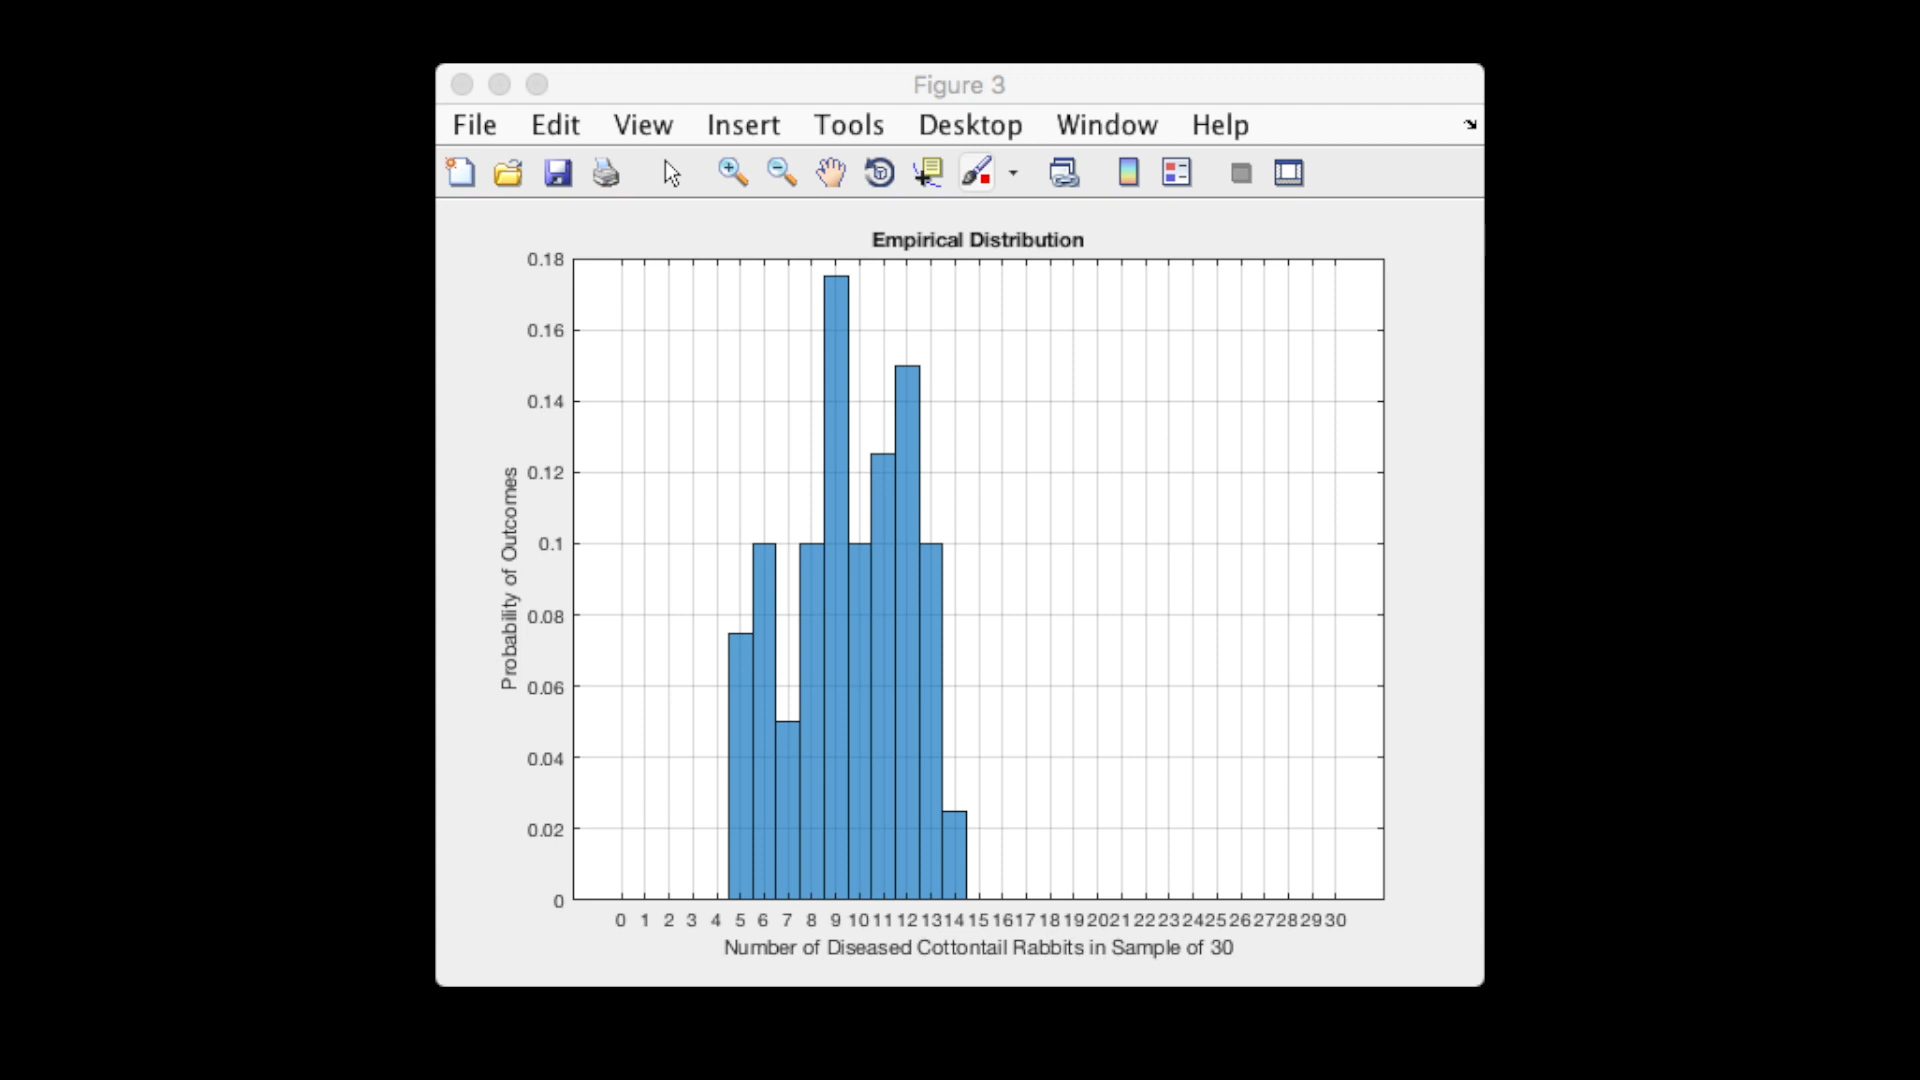 Figure 3
File Edit View Insert Tools Desktop Window Help
Empirical Distribution
0.18
0.16
0.14
0.12
0.1
0.08
0.06
0.04
0.02
0
Probability of Outcomes
0 1 2 3 4 5 6 7 8 9 10 11 12 13 14 15 16 17 18 19 20 21 22 23 24 25 26 27 28 29 30
Number of Diseased Cottontail Rabbits in Sample of 30